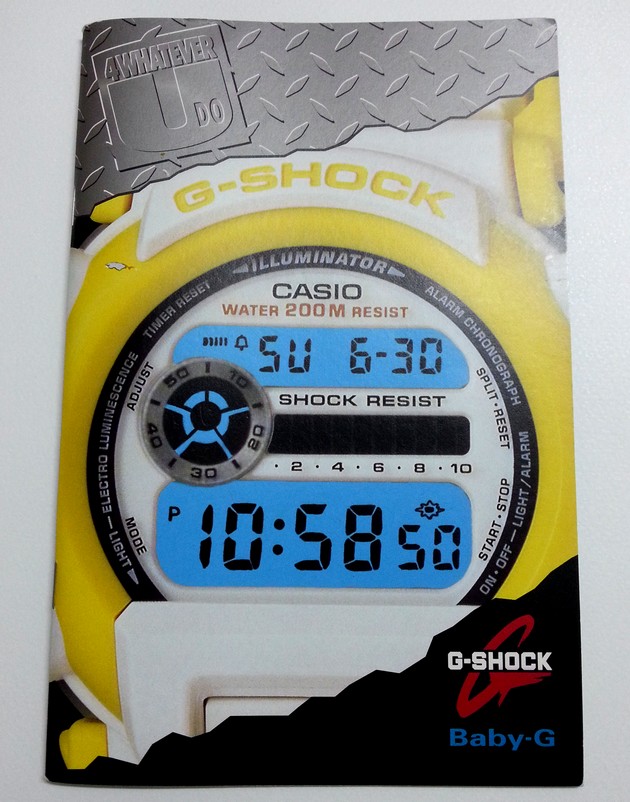 4WHATEVER
U
DO
G-SHOCK
ILLUMINATOR
CASIO
WATER 200M RESIST
TIMER RESET
ALARM CHRONOGRAPH
SU 6-30
ADJUST
SPLIT·RESET
50 10
40 20
30
SHOCK RESIST
· 2 · 4 · 6 · 8 · 10
P 10:58 50
MODE
START·STOP
LIGHT — ELECTRO LUMINESCENCE
ON·OFF — LIGHT/ALARM
G-SHOCK
Baby-G